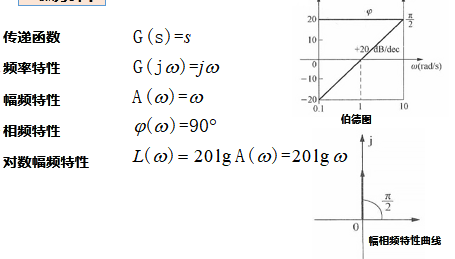 传递函数 G(s)=s
频率特性 G(jω)=jω
幅频特性 A(ω)=ω
相频特性 φ(ω)=90°
对数幅频特性 L(ω)=20lg A(ω)=20lg ω
20 φ π/2
10
+20 dB/dec
0 ω(rad/s)
−10
−20
0.1 1 10
伯德图
j
π/2
0
幅相频特性曲线